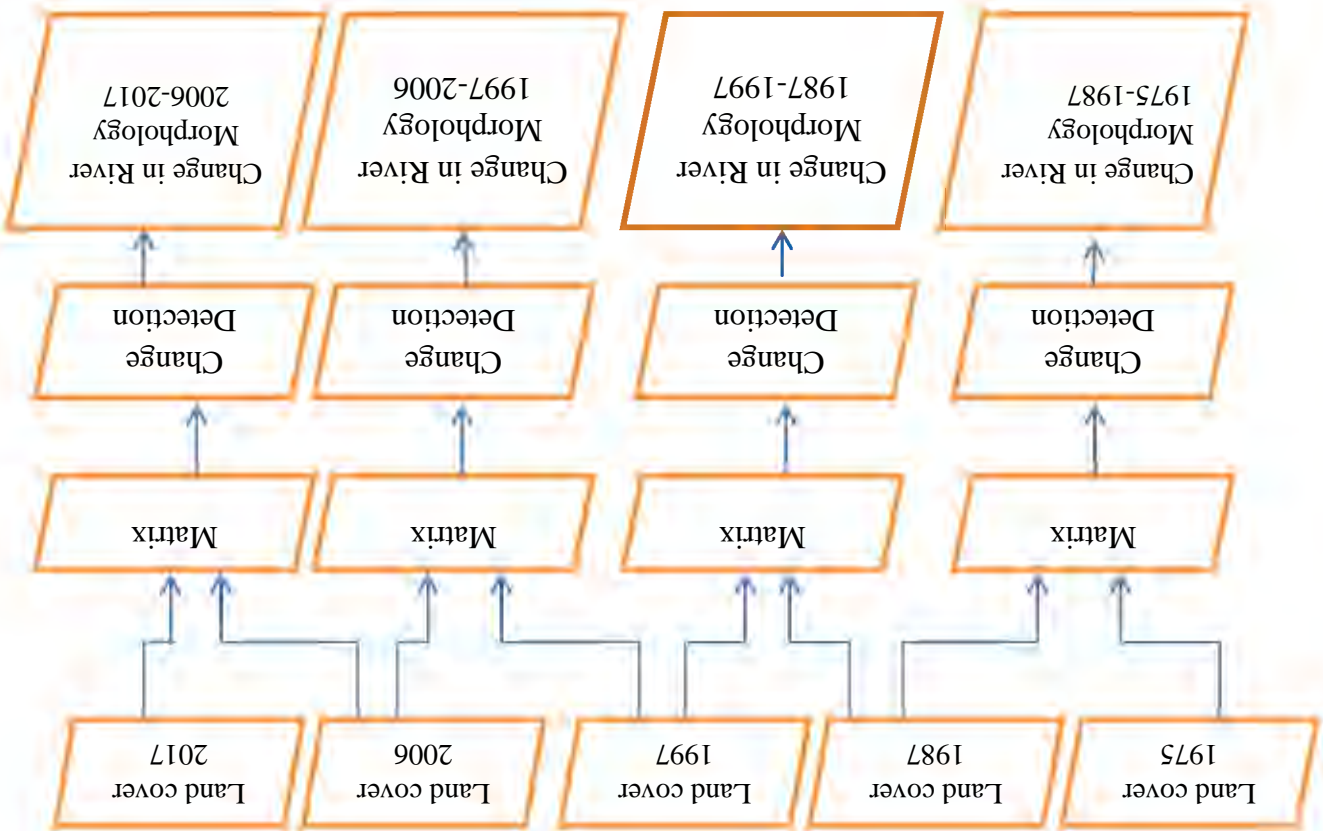 Land cover
1975
Land cover
1987
Land cover
1997
Land cover
2006
Land cover
2017
Matrix
Matrix
Matrix
Matrix
Change
Detection
Change
Detection
Change
Detection
Change
Detection
Change in River
Morphology
1975-1987
Change in River
Morphology
1987-1997
Change in River
Morphology
1997-2006
Change in River
Morphology
2006-2017